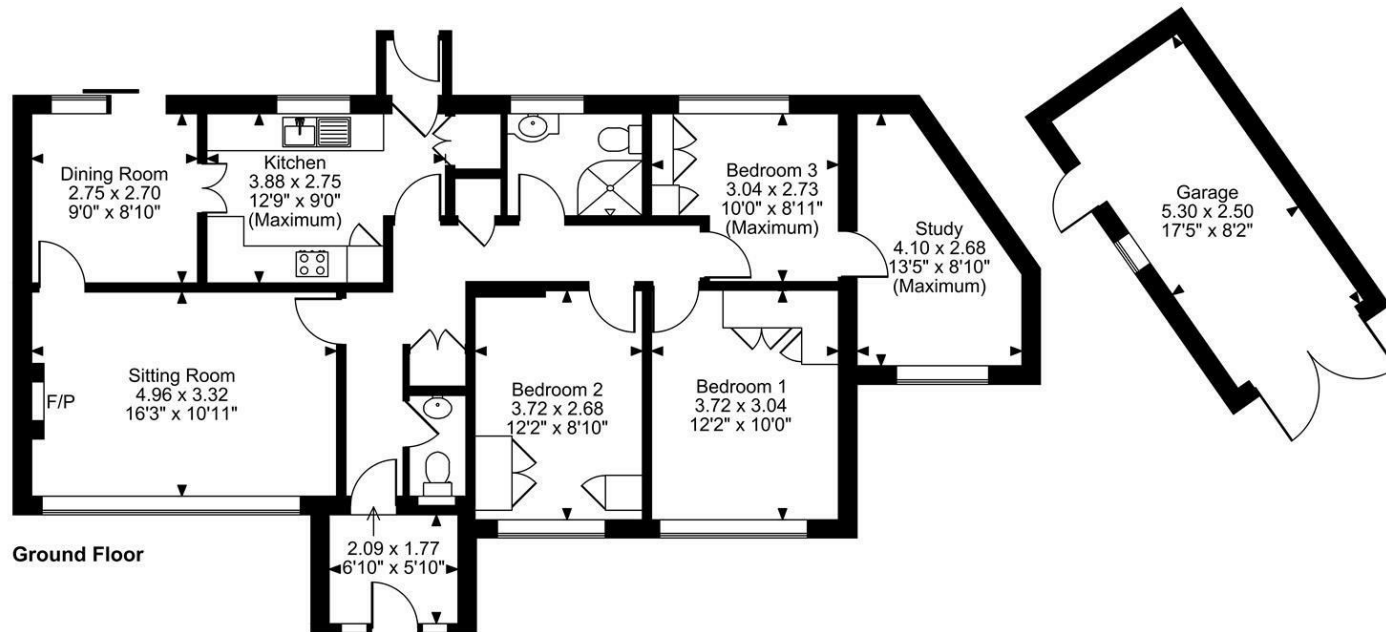 Dining Room
2.75 x 2.70
9'0" x 8'10"
Kitchen
3.88 x 2.75
12'9" x 9'0"
(Maximum)
Bedroom 3
3.04 x 2.73
10'0" x 8'11"
(Maximum)
Study
4.10 x 2.68
13'5" x 8'10"
(Maximum)
Garage
5.30 x 2.50
17'5" x 8'2"
Sitting Room
4.96 x 3.32
16'3" x 10'11"
F/P
Bedroom 2
3.72 x 2.68
12'2" x 8'10"
Bedroom 1
3.72 x 3.04
12'2" x 10'0"
2.09 x 1.77
6'10" x 5'10"
Ground Floor